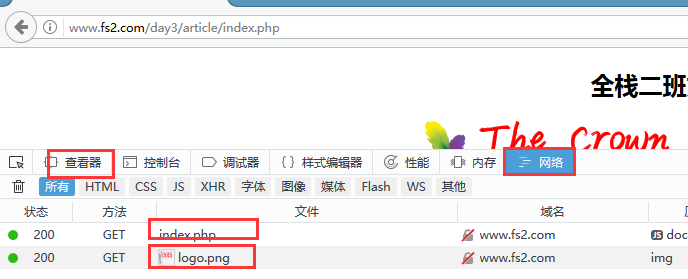 www.fs2.com/day3/article/index.php
全栈二班
The Crown
查看器 控制台 调试器 {} 样式编辑器 性能 内存 网络
所有 HTML CSS JS XHR 字体 图像 媒体 Flash WS 其他
状态 方法 文件 域名
200 GET index.php www.fs2.com JS doc
200 GET logo.png www.fs2.com img